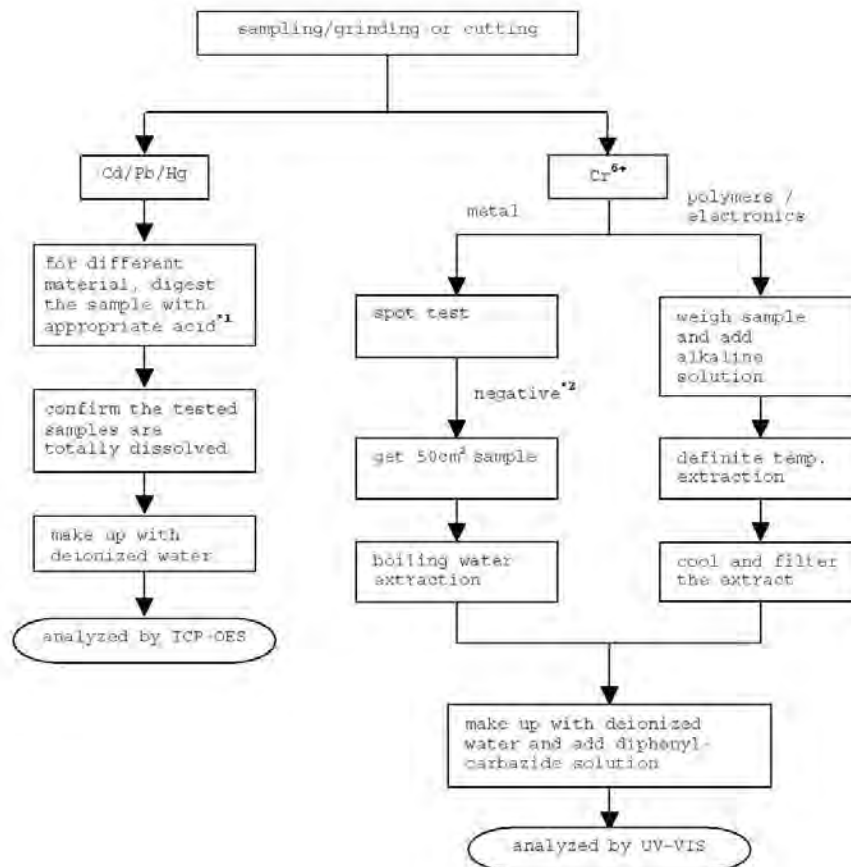 sampling/grinding or cutting
Cd/Pb/Hg
for different
material, digest
the sample with
appropriate acid*1
confirm the tested
samples are
totally dissolved
make up with
deionized water
analyzed by ICP-OES
Cr6+
metal
polymers /
electronics
spot test
negative*2
get 50cm² sample
boiling water
extraction
weigh sample
and add
alkaline
solution
definite temp.
extraction
cool and filter
the extract
make up with deionized
water and add diphenyl-
carbazide solution
analyzed by UV-VIS